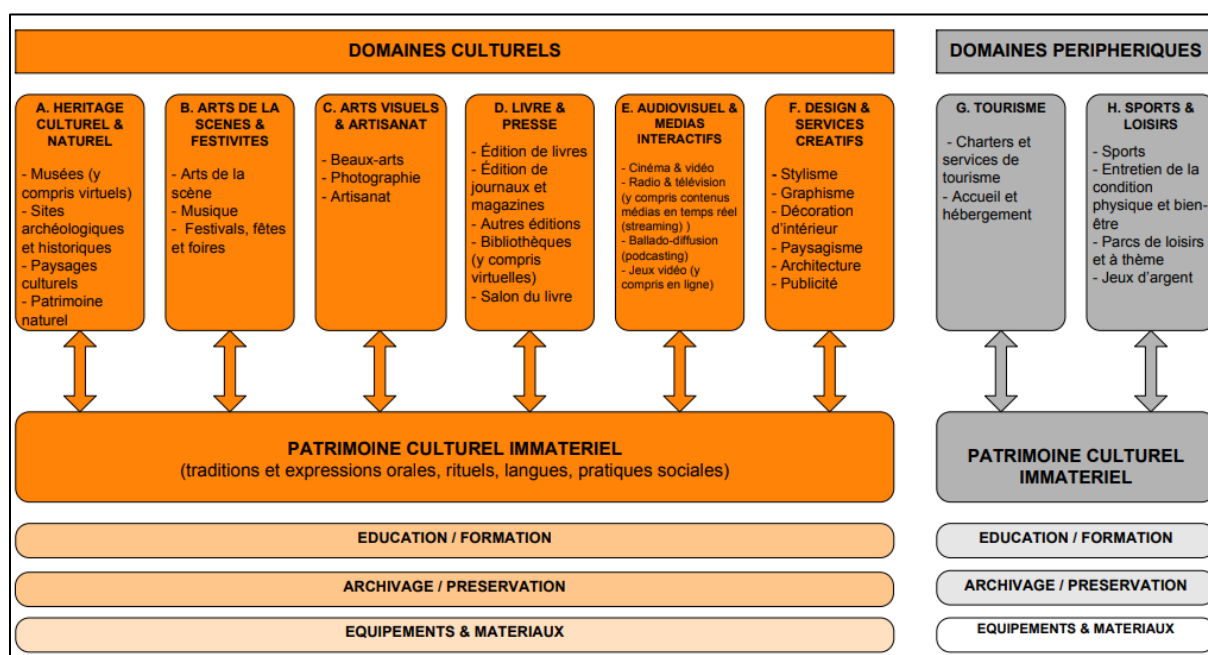 DOMAINES CULTURELS
DOMAINES PERIPHERIQUES
A. HERITAGE
CULTUREL &
NATUREL
- Musées (y
compris virtuels)
- Sites
archéologiques
et historiques
- Paysages
culturels
- Patrimoine
naturel
B. ARTS DE LA
SCENES &
FESTIVITES
- Arts de la
scène
- Musique
- Festivals, fêtes
et foires
C. ARTS VISUELS
& ARTISANAT
- Beaux-arts
- Photographie
- Artisanat
D. LIVRE &
PRESSE
- Édition de livres
- Édition de
journaux et
magazines
- Autres éditions
- Bibliothèques
(y compris
virtuelles)
- Salon du livre
E. AUDIOVISUEL &
MEDIAS
INTERACTIFS
- Cinéma & vidéo
- Radio & télévision
(y compris contenus
médias en temps réel
(streaming) )
- Ballado-diffusion
(podcasting)
- Jeux vidéo (y
compris en ligne)
F. DESIGN &
SERVICES
CREATIFS
- Stylisme
- Graphisme
- Décoration
d'intérieur
- Paysagisme
- Architecture
- Publicité
G. TOURISME
- Charters et
services de
tourisme
- Accueil et
hébergement
H. SPORTS &
LOISIRS
- Sports
- Entretien de la
condition
physique et bien-
être
- Parcs de loisirs
et à thème
- Jeux d'argent
PATRIMOINE CULTUREL IMMATERIEL
(traditions et expressions orales, rituels, langues, pratiques sociales)
PATRIMOINE CULTUREL
IMMATERIEL
EDUCATION / FORMATION
EDUCATION / FORMATION
ARCHIVAGE / PRESERVATION
ARCHIVAGE / PRESERVATION
EQUIPEMENTS & MATERIAUX
EQUIPEMENTS & MATERIAUX